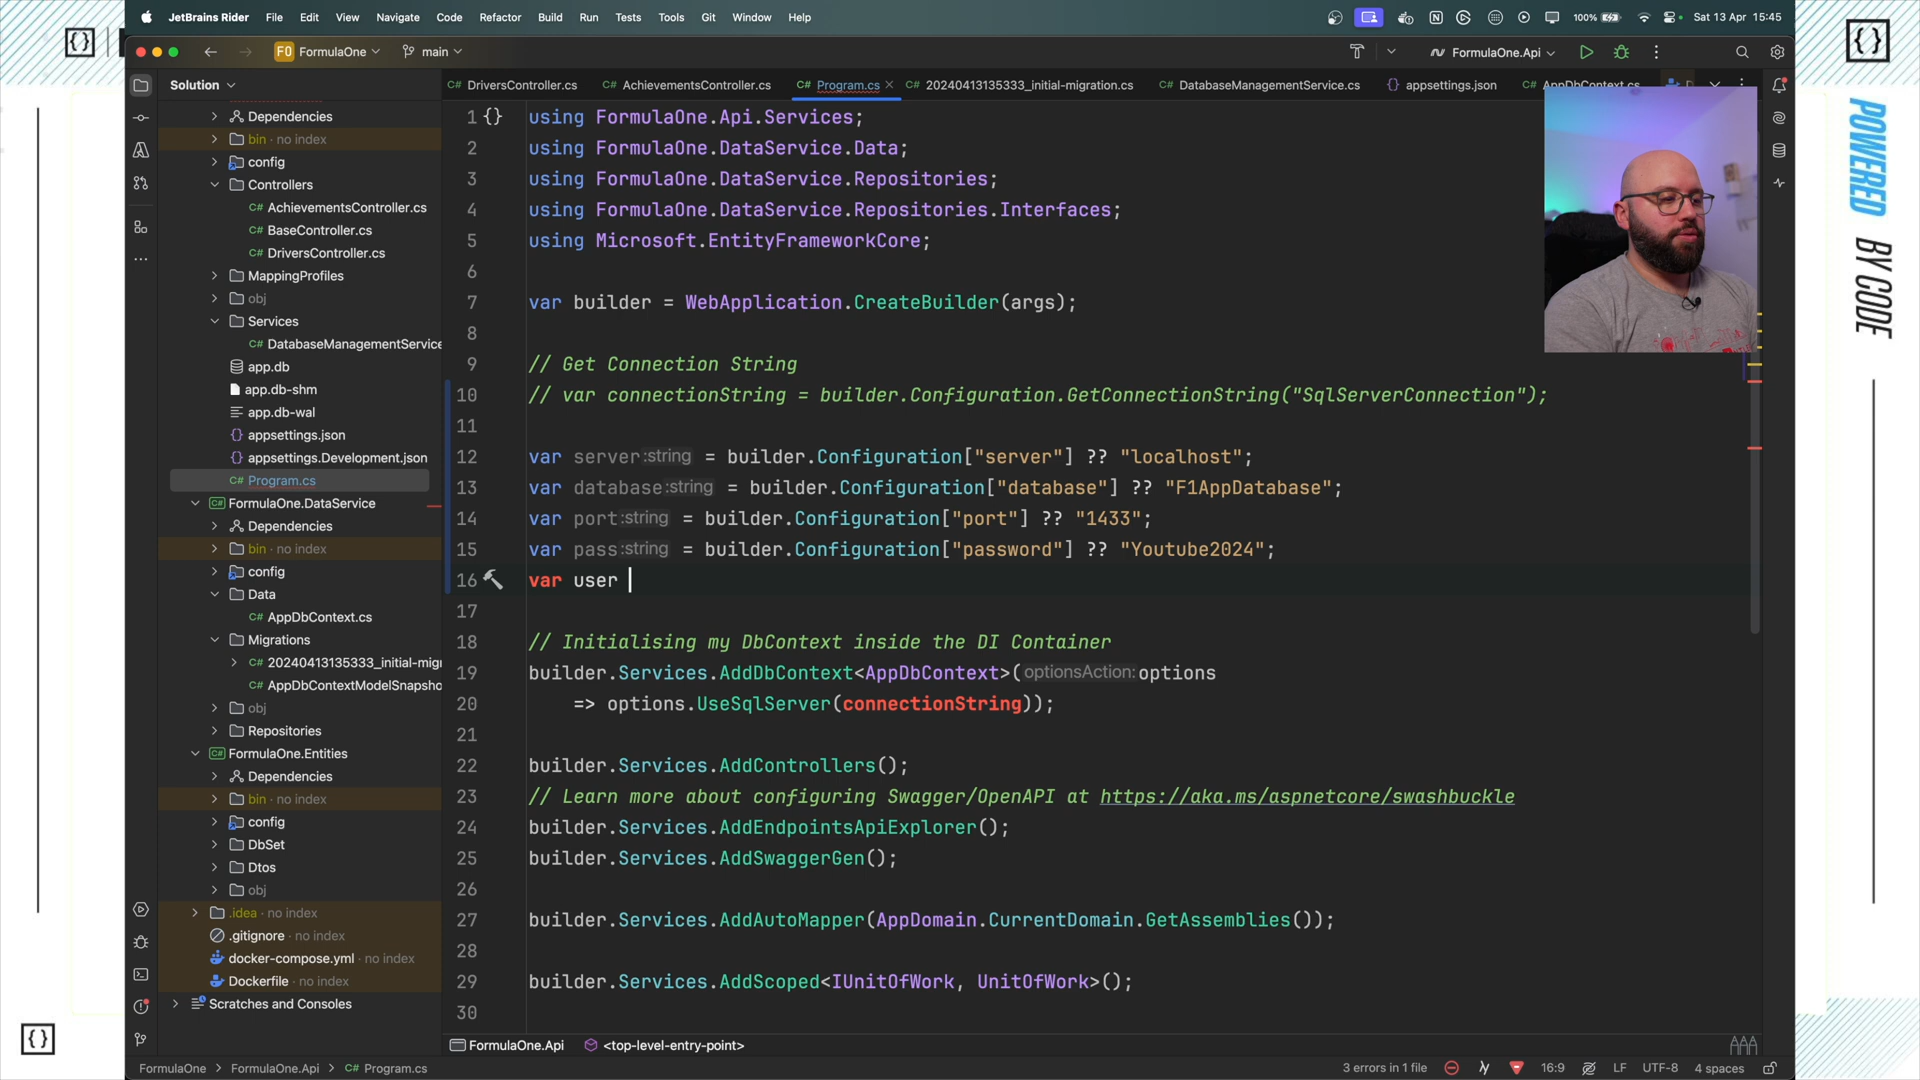 JetBrains Rider File Edit View Navigate Code Refactor Build Run Tests Tools Git Window Help 100% Sat 13 Apr 15:45
F0 FormulaOne main FormulaOne.Api
Solution
DriversController.cs AchievementsController.cs Program.cs 20240413135333_initial-migration.cs DatabaseManagementService.cs appsettings.json AppDbContext.cs
Dependencies
bin · no index
config
Controllers
C# AchievementsController.cs
C# BaseController.cs
C# DriversController.cs
MappingProfiles
obj
Services
C# DatabaseManagementService
app.db
app.db-shm
app.db-wal
appsettings.json
appsettings.Development.json
C# Program.cs
FormulaOne.DataService
Dependencies
bin · no index
config
Data
C# AppDbContext.cs
Migrations
C# 20240413135333_initial-migr
C# AppDbContextModelSnapsho
obj
Repositories
FormulaOne.Entities
Dependencies
bin · no index
config
DbSet
Dtos
obj
.idea · no index
.gitignore · no index
docker-compose.yml · no index
Dockerfile · no index
Scratches and Consoles
1 {} using FormulaOne.Api.Services;
2 using FormulaOne.DataService.Data;
3 using FormulaOne.DataService.Repositories;
4 using FormulaOne.DataService.Repositories.Interfaces;
5 using Microsoft.EntityFrameworkCore;
6
7 var builder = WebApplication.CreateBuilder(args);
8
9 // Get Connection String
10 // var connectionString = builder.Configuration.GetConnectionString("SqlServerConnection");
11
12 var server:string = builder.Configuration["server"] ?? "localhost";
13 var database:string = builder.Configuration["database"] ?? "F1AppDatabase";
14 var port:string = builder.Configuration["port"] ?? "1433";
15 var pass:string = builder.Configuration["password"] ?? "Youtube2024";
16 var user
17
18 // Initialising my DbContext inside the DI Container
19 builder.Services.AddDbContext<AppDbContext>(optionsAction:options
20 => options.UseSqlServer(connectionString));
21
22 builder.Services.AddControllers();
23 // Learn more about configuring Swagger/OpenAPI at https://aka.ms/aspnetcore/swashbuckle
24 builder.Services.AddEndpointsApiExplorer();
25 builder.Services.AddSwaggerGen();
26
27 builder.Services.AddAutoMapper(AppDomain.CurrentDomain.GetAssemblies());
28
29 builder.Services.AddScoped<IUnitOfWork, UnitOfWork>();
30
FormulaOne.Api <top-level-entry-point>
FormulaOne > FormulaOne.Api > C# Program.cs 3 errors in 1 file 16:9 LF UTF-8 4 spaces
POWERED BY CODE